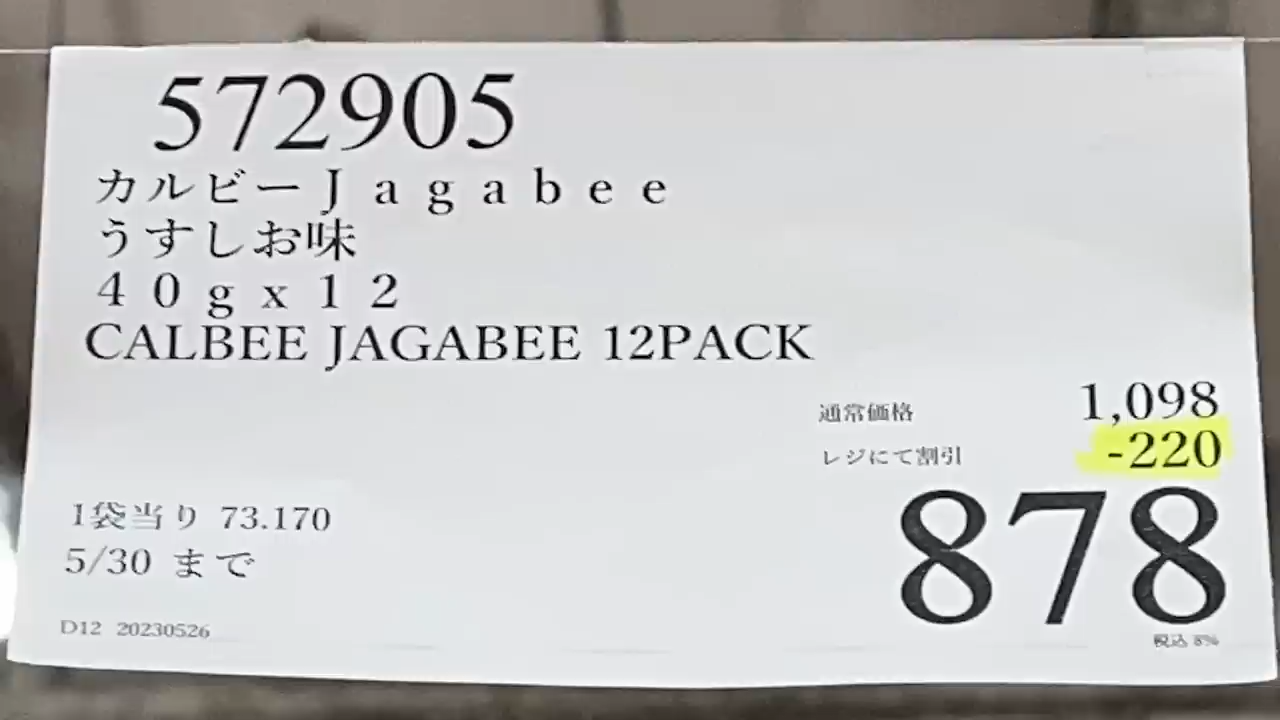 572905
カルビーJagabee
うすしお味
40gx12
CALBEE JAGABEE 12PACK
通常価格 1,098
レジにて割引 -220
878
税込 8%
1袋当り 73.170
5/30 まで
D12 20230526